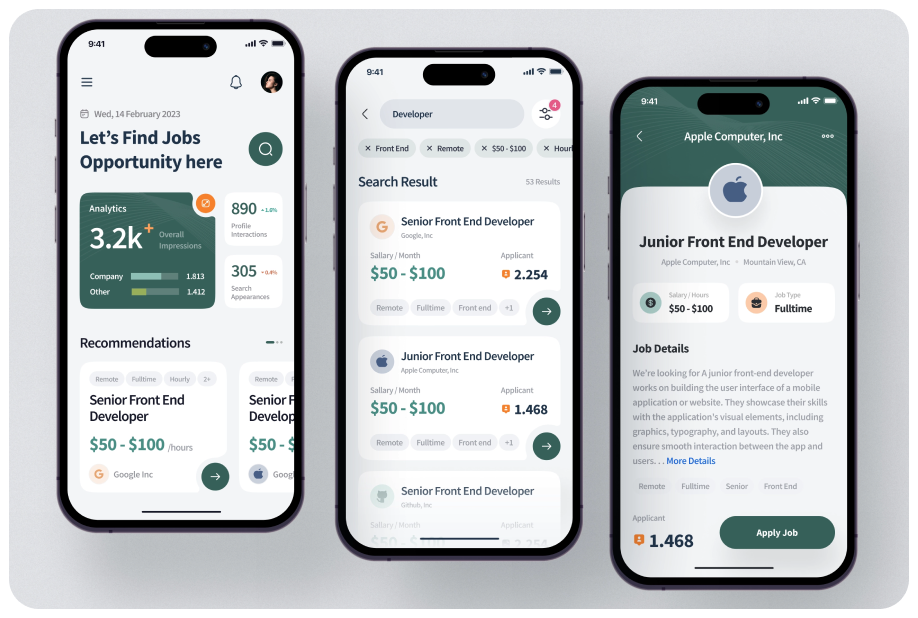 9:41
Wed, 14 February 2023
Let's Find Jobs
Opportunity here
Analytics
3.2k+
Overall
Impressions
Company
1.813
Other
1.412
890
+1.8%
Profile
Interactions
305
+0.4%
Search
Appearances
Recommendations
Remote
Fulltime
Hourly
2+
Senior Front End
Developer
$50 - $100 /hours
Google Inc
Remote
Senior F
Develop
$50 - $
Googl
9:41
Developer
4
× Front End
× Remote
× $50 - $100
× Hourl
Search Result
53 Results
Senior Front End Developer
Google, Inc
Sallary / Month
Applicant
$50 - $100
2.254
Remote
Fulltime
Front end
+1
Junior Front End Developer
Apple Computer, Inc
Sallary / Month
Applicant
$50 - $100
1.468
Remote
Fulltime
Front end
+1
Senior Front End Developer
Github, Inc
Sallary / Month
Applicant
$50 - $100
2.254
9:41
Apple Computer, Inc
Junior Front End Developer
Apple Computer, Inc • Mountain View, CA
Salary / Hours
$50 - $100
Job Type
Fulltime
Job Details
We're looking for A junior front-end developer
works on building the user interface of a mobile
application or website. They showcase their skills
with the application's visual elements, including
graphics, typography, and layouts. They also
ensure smooth interaction between the app and
users. . . More Details
Remote
Fulltime
Senior
Front End
Applicant
1.468
Apply Job